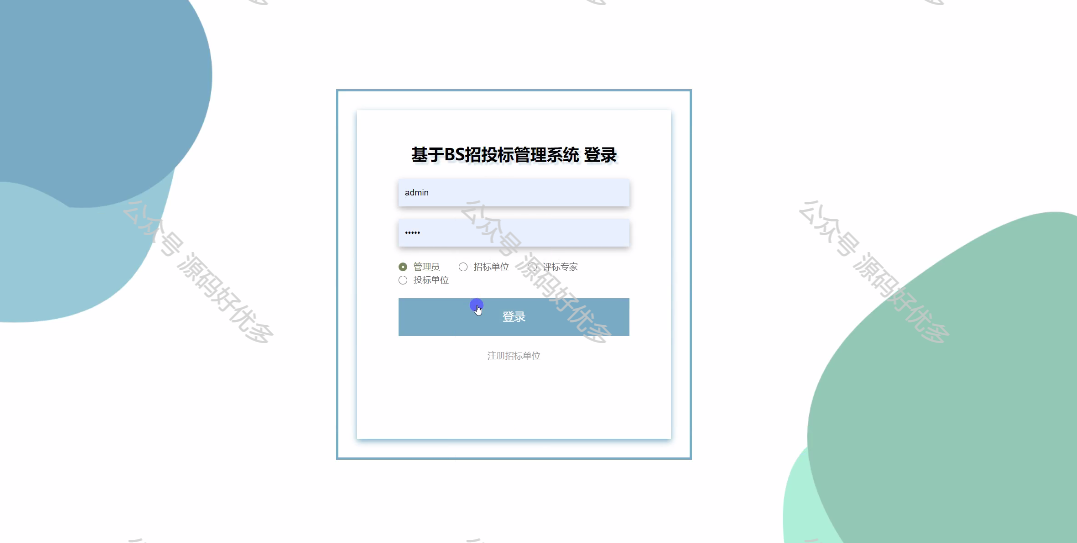 基于BS招投标管理系统 登录
admin
•••••
管理员 招标单位 评标专家
投标单位
登录
注册招标单位
公众号 源码好优多
公众号 源码好优多
公众号 源码好优多